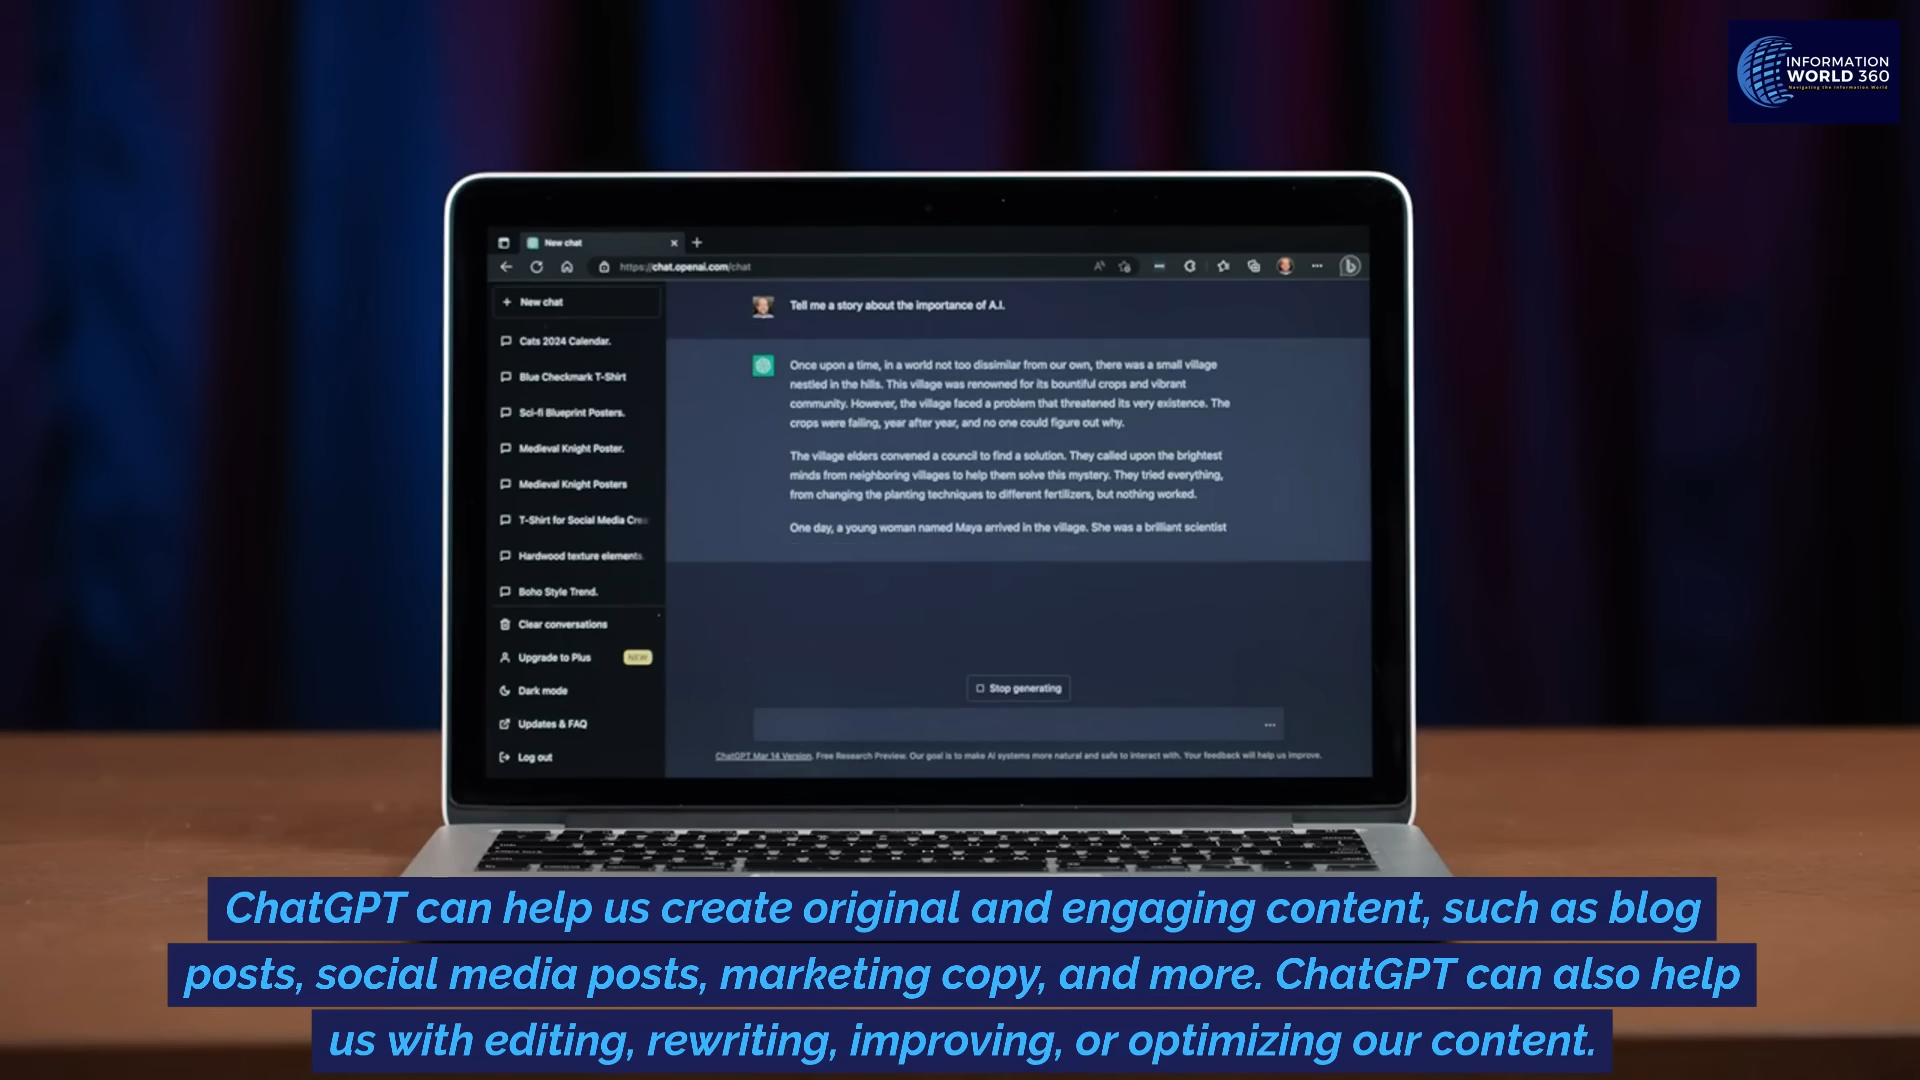 INFORMATION
WORLD 360
Navigating the Information World
New chat
https://chat.openai.com/chat
New chat
Cats 2024 Calendar.
Blue Checkmark T-Shirt
Sci-fi Blueprint Posters.
Medieval Knight Poster.
Medieval Knight Posters
T-Shirt for Social Media Cre
Hardwood texture elements.
Boho Style Trend.
Clear conversations
Upgrade to Plus NEW
Dark mode
Updates & FAQ
Log out
Tell me a story about the importance of A.I.
Once upon a time, in a world not too dissimilar from our own, there was a small village
nestled in the hills. This village was renowned for its bountiful crops and vibrant
community. However, the village faced a problem that threatened its very existence. The
crops were failing, year after year, and no one could figure out why.
The village elders convened a council to find a solution. They called upon the brightest
minds from neighboring villages to help them solve this mystery. They tried everything,
from changing the planting techniques to different fertilizers, but nothing worked.
One day, a young woman named Maya arrived in the village. She was a brilliant scientist
Stop generating
ChatGPT Mar 14 Version. Free Research Preview. Our goal is to make AI systems more natural and safe to interact with. Your feedback will help us improve.
ChatGPT can help us create original and engaging content, such as blog
posts, social media posts, marketing copy, and more. ChatGPT can also help
us with editing, rewriting, improving, or optimizing our content.